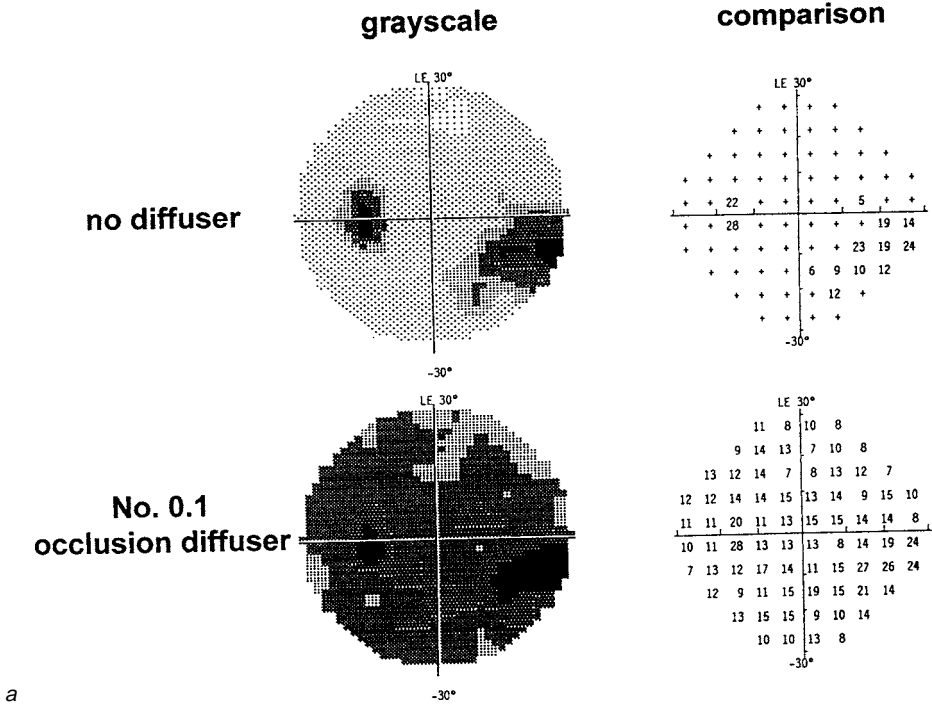 grayscale
comparison
no diffuser
LE 30°
-30°
LE 30°
+ + + +
+ + + + + +
+ + + + + + + +
+ + + + + + + + + +
+ + 22 + + + + 5 + +
+ + 28 + + + + + 19 14
+ + + + + + + 23 19 24
+ + + + 6 9 10 12
+ + + + 12 +
+ + + +
-30°
No. 0.1
occlusion diffuser
LE 30°
-30°
LE 30°
11 8 10 8
9 14 13 7 10 8
13 12 14 7 8 13 12 7
12 12 14 14 15 13 14 9 15 10
11 11 20 11 13 15 15 14 14 8
10 11 28 13 13 13 8 14 19 24
7 13 12 17 14 11 15 27 26 24
12 9 11 15 19 15 21 14
13 15 15 9 10 14
10 10 13 8
-30°
a